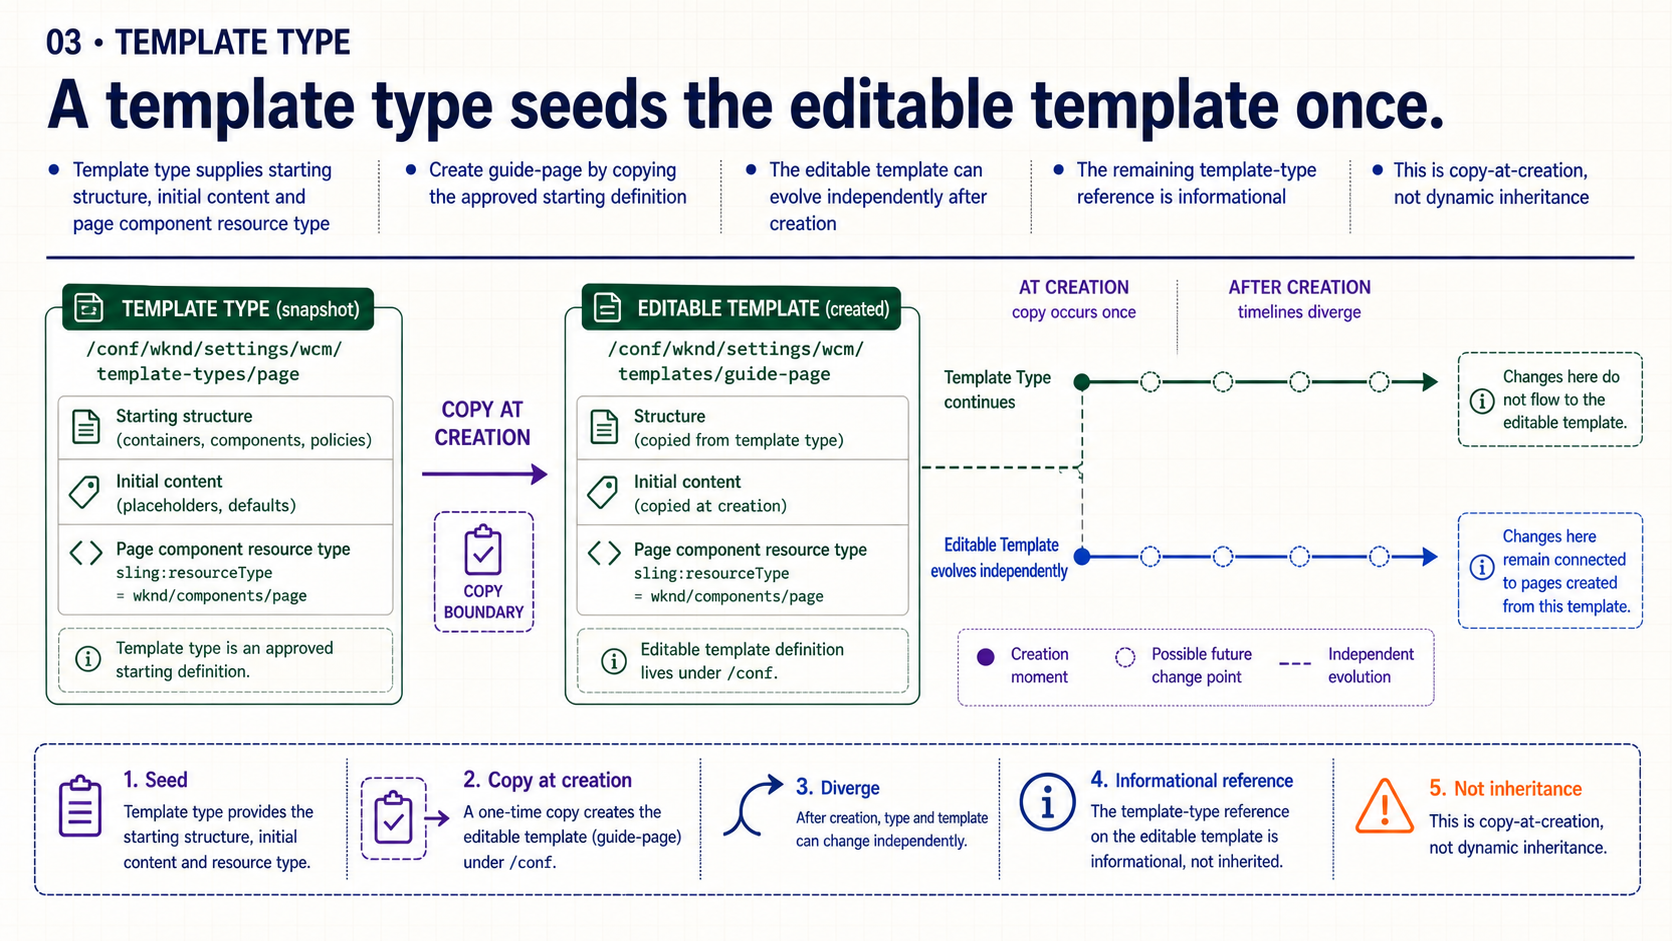 03 • TEMPLATE TYPE
A template type seeds the editable template once.
• Template type supplies starting
structure, initial content and
page component resource type
• Create guide-page by copying
the approved starting definition
• The editable template can
evolve independently after
creation
• The remaining template-type
reference is informational
• This is copy-at-creation,
not dynamic inheritance
TEMPLATE TYPE (snapshot)
/conf/wknd/settings/wcm/
template-types/page
Starting structure
(containers, components, policies)
Initial content
(placeholders, defaults)
Page component resource type
sling:resourceType
= wknd/components/page
Template type is an approved
starting definition.
COPY AT
CREATION
COPY
BOUNDARY
EDITABLE TEMPLATE (created)
/conf/wknd/settings/wcm/
templates/guide-page
Structure
(copied from template type)
Initial content
(copied at creation)
Page component resource type
sling:resourceType
= wknd/components/page
Editable template definition
lives under /conf.
AT CREATION
copy occurs once
AFTER CREATION
timelines diverge
Template Type
continues
Changes here do
not flow to the
editable template.
Editable Template
evolves independently
Changes here
remain connected
to pages created
from this template.
Creation
moment
Possible future
change point
Independent
evolution
1. Seed
Template type provides the
starting structure, initial
content and resource type.
2. Copy at creation
A one-time copy creates the
editable template (guide-page)
under /conf.
3. Diverge
After creation, type and template
can change independently.
4. Informational reference
The template-type reference
on the editable template is
informational, not inherited.
5. Not inheritance
This is copy-at-creation,
not dynamic inheritance.